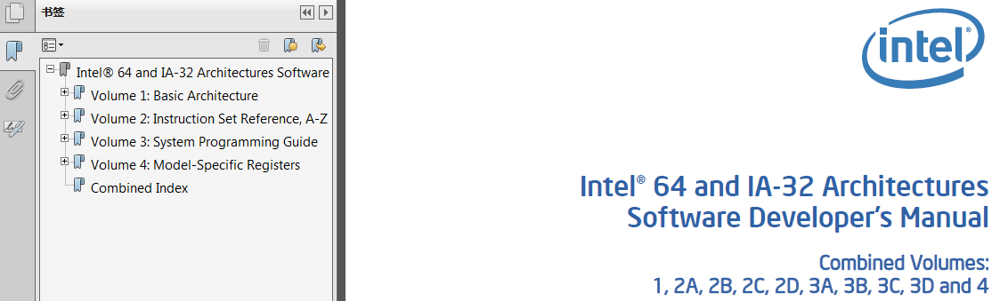 书签
Intel® 64 and IA-32 Architectures Software
Volume 1: Basic Architecture
Volume 2: Instruction Set Reference, A-Z
Volume 3: System Programming Guide
Volume 4: Model-Specific Registers
Combined Index
intel®
Intel® 64 and IA-32 Architectures
Software Developer's Manual
Combined Volumes:
1, 2A, 2B, 2C, 2D, 3A, 3B, 3C, 3D and 4